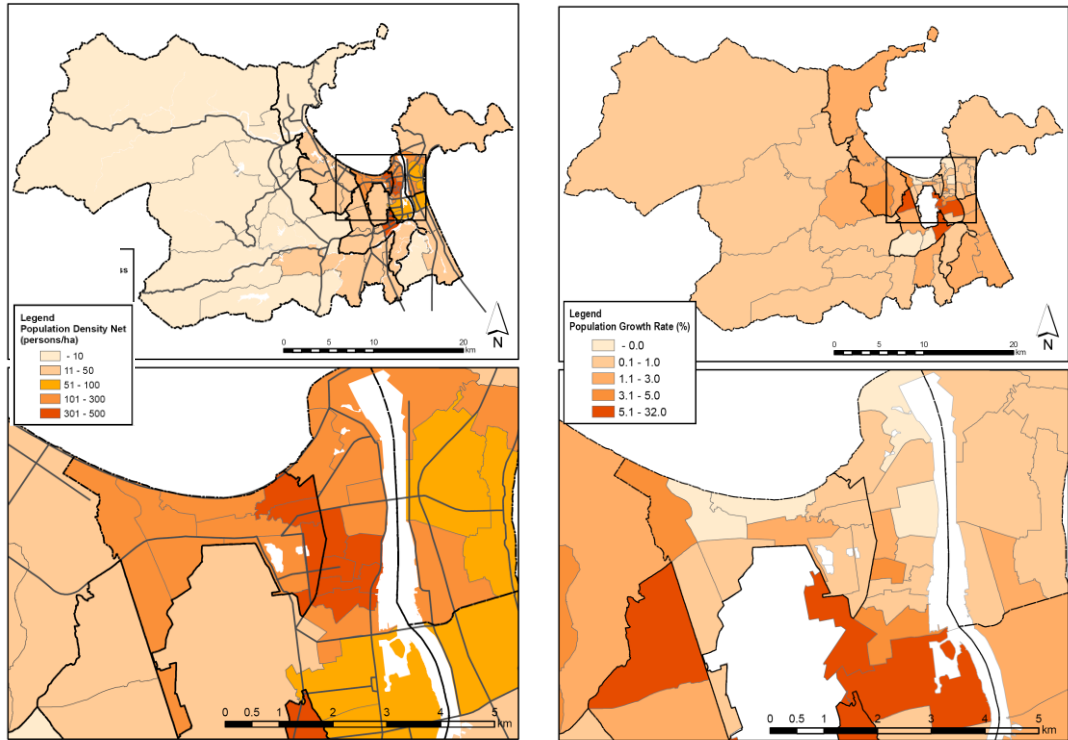 ss
Legend
Population Density Net
(persons/ha)
- 10
11 - 50
51 - 100
101 - 300
301 - 500
N
0 5 10 20
km
0 0.5 1 2 3 4 5
km
Legend
Population Growth Rate (%)
- 0.0
0.1 - 1.0
1.1 - 3.0
3.1 - 5.0
5.1 - 32.0
N
0 5 10 20
km
0 0.5 1 2 3 4 5
km